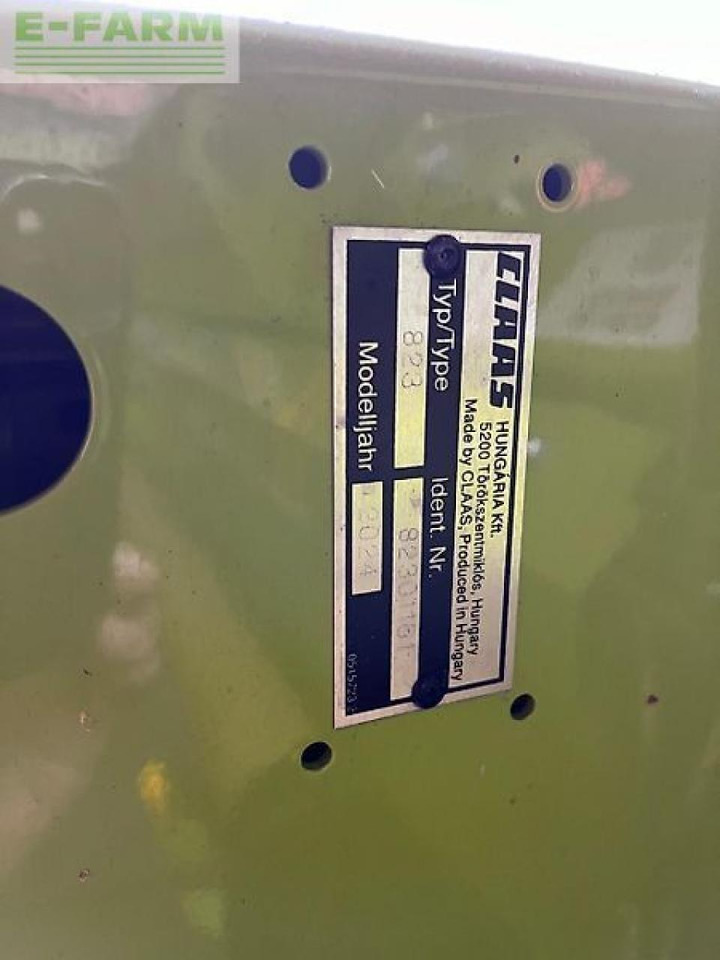 E-FARM
CLAAS
HUNGÁRIA Kft.
5200 Törökszentmiklós, Hungary
Made by CLAAS, Produced in Hungary
Typ/Type
Ident. Nr.
823
82301161
Modelljahr
2024